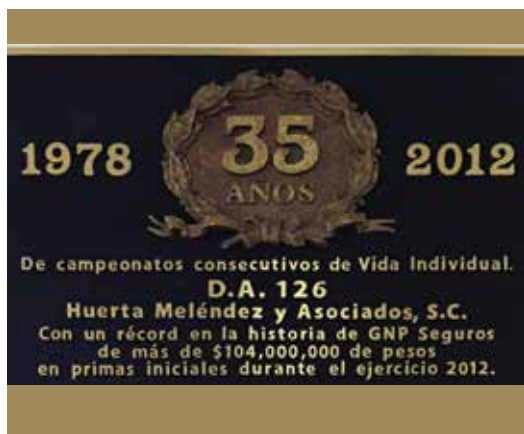 1978 35 2012
AÑOS
De campeonatos consecutivos de Vida Individual.
D.A. 126
Huerta Meléndez y Asociados, S.C.
Con un récord en la historia de GNP Seguros
de más de $104,000,000 de pesos
en primas iniciales durante el ejercicio 2012.